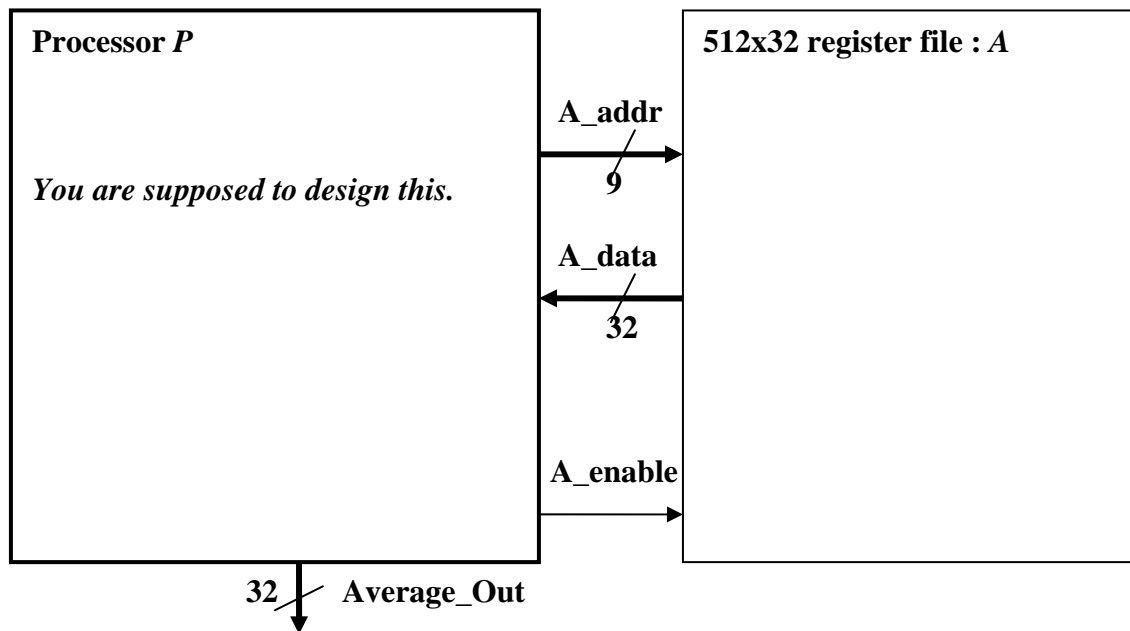 Processor P
512x32 register file : A
A_addr
9
You are supposed to design this.
A_data
32
A_enable
32 Average_Out